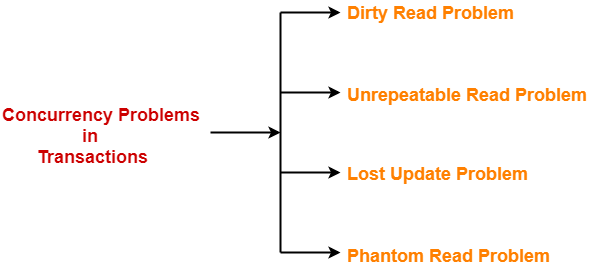 Concurrency Problems
in
Transactions
Dirty Read Problem
Unrepeatable Read Problem
Lost Update Problem
Phantom Read Problem